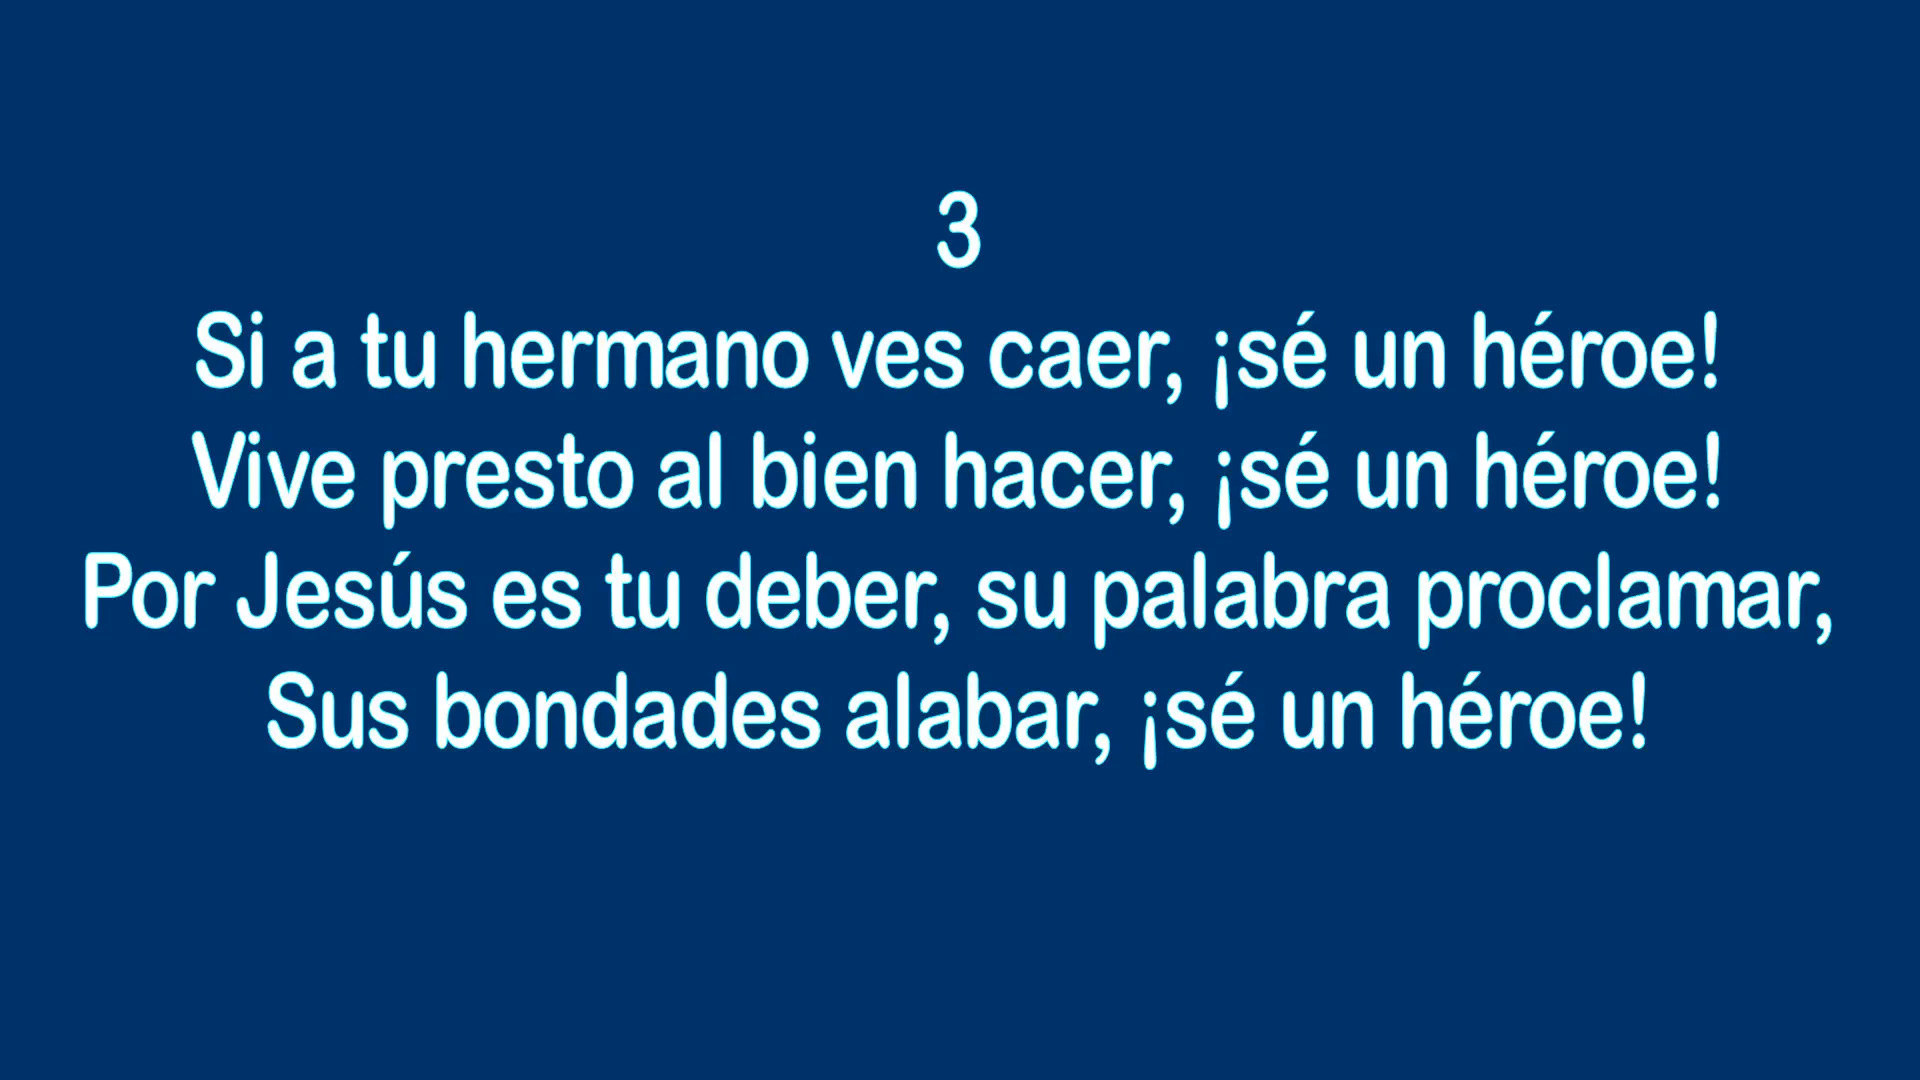 3
Si a tu hermano ves caer, ¡sé un héroe!
Vive presto al bien hacer, ¡sé un héroe!
Por Jesús es tu deber, su palabra proclamar,
Sus bondades alabar, ¡sé un héroe!